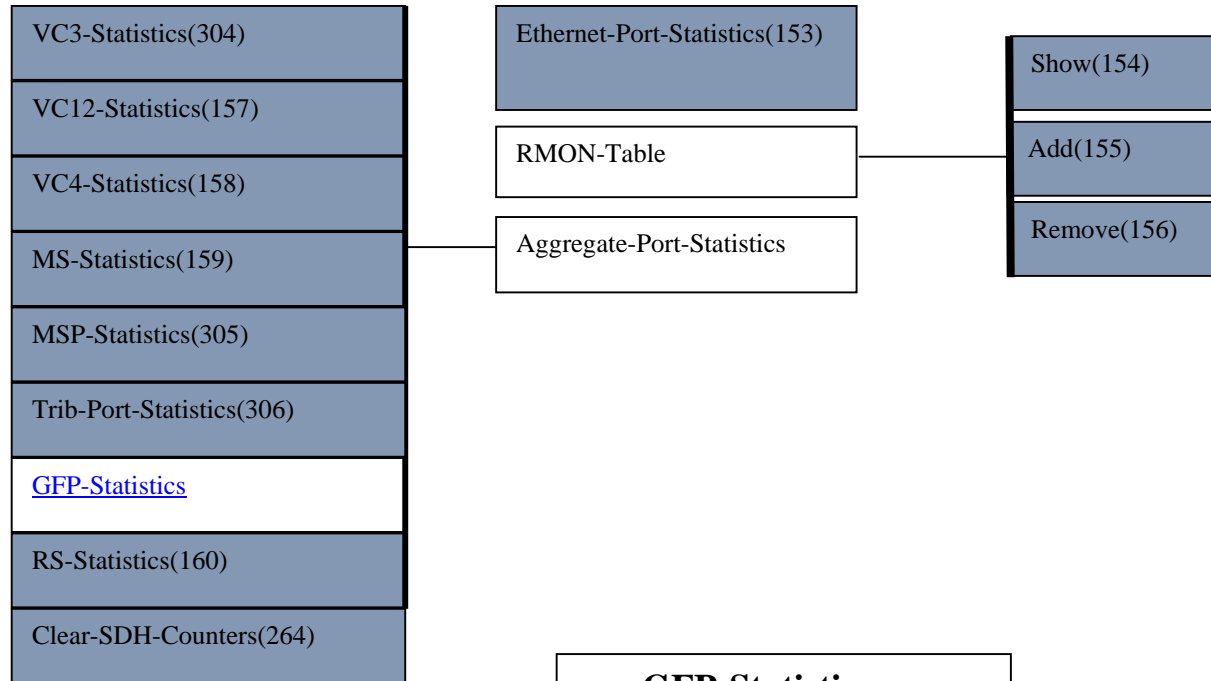 VC3-Statistics(304)
VC12-Statistics(157)
VC4-Statistics(158)
MS-Statistics(159)
MSP-Statistics(305)
Trib-Port-Statistics(306)
GFP-Statistics
RS-Statistics(160)
Clear-SDH-Counters(264)
Ethernet-Port-Statistics(153)
RMON-Table
Aggregate-Port-Statistics
Show(154)
Add(155)
Remove(156)
GFP-Statistics